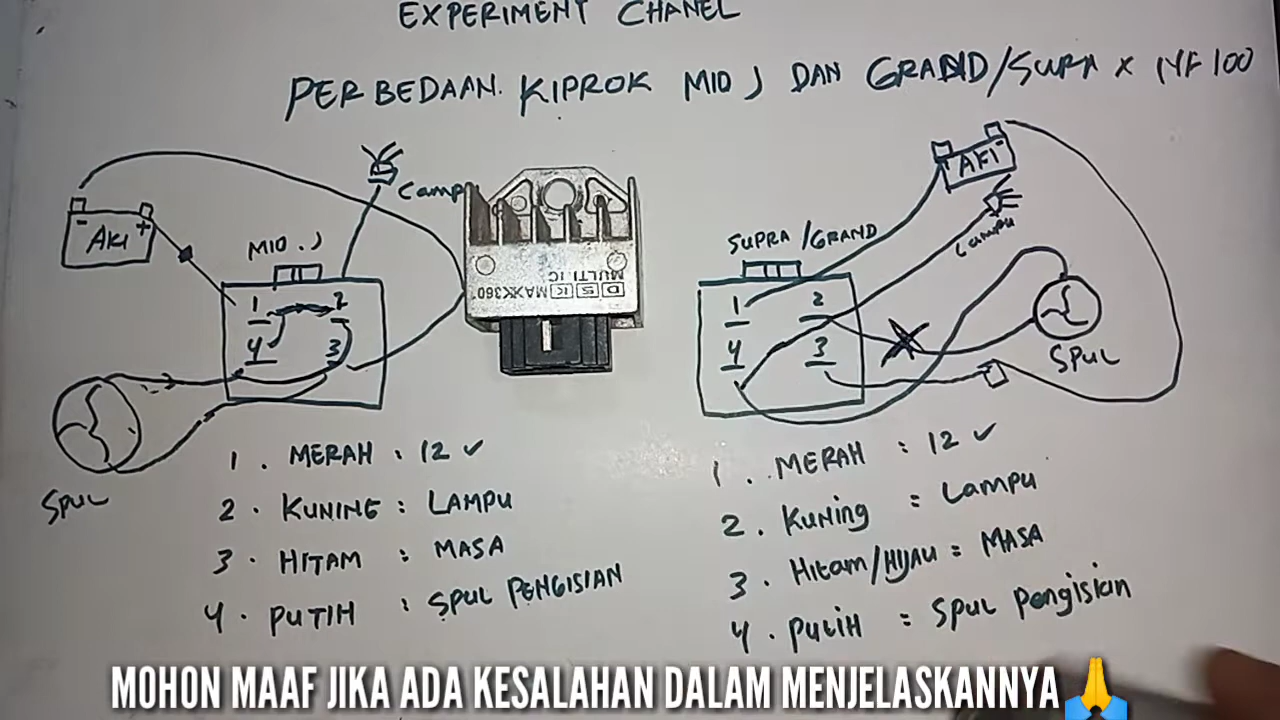 EXPERIMENT CHANEL
PERBEDAAN. KIPROK MIO J DAN GRAND/SUPRA X NF 100
Aki
- +
MIO. J
Lamp
1 2
4 3
SPUL
1. MERAH : 12 V
2. KUNING : LAMPU
3. HITAM : MASA
4. PUTIH : SPUL PENGISIAN
DSK MAXX360°
MULTI IC
SUPRA/GRAND
AKI
-
Lampu
1 2
4 3
SPUL
1. MERAH : 12 V
2. Kuning = Lampu
3. Hitam/HIJAU = MASA
4. PUtiH = SPUL Pengisian
MOHON MAAF JIKA ADA KESALAHAN DALAM MENJELASKANNYA🙏